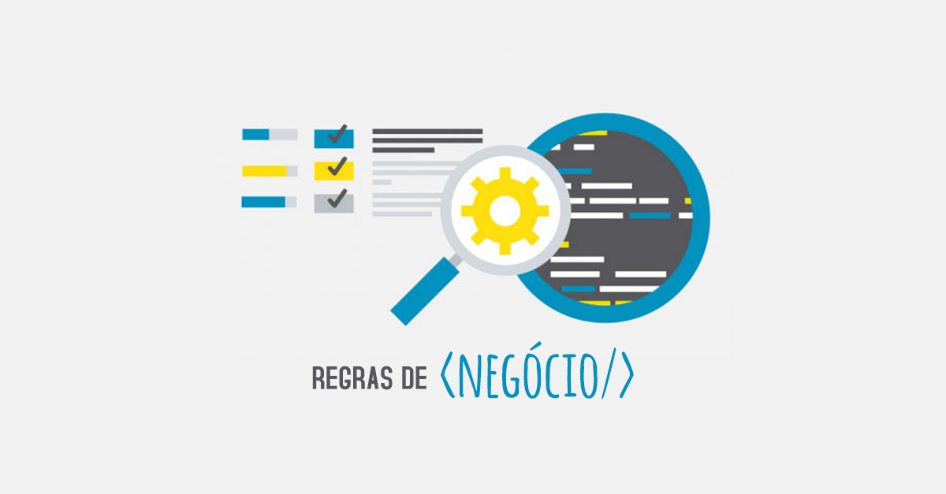 REGRAS DE <NEGÓCIO/>